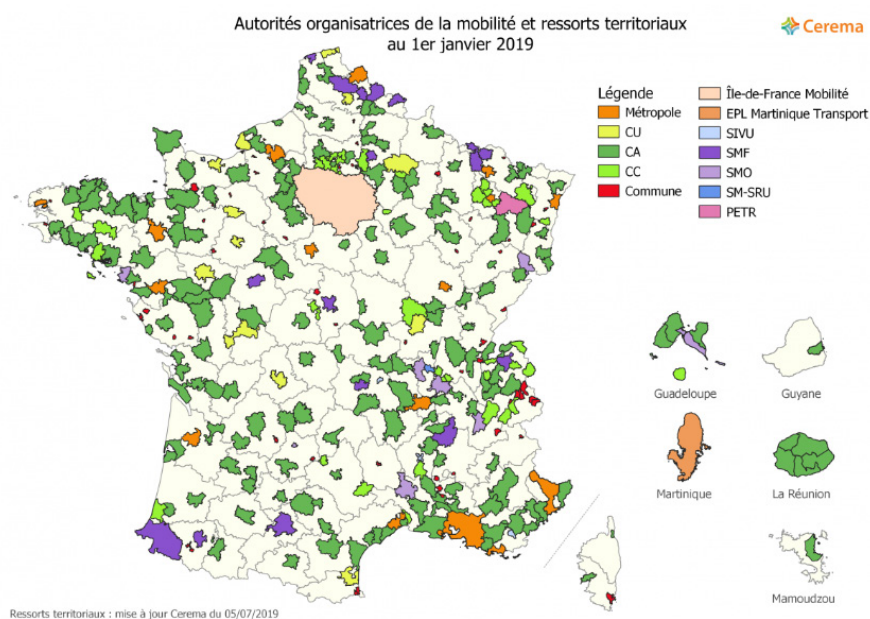 Autorités organisatrices de la mobilité et ressorts territoriaux
au 1er janvier 2019
Cerema
Légende
Métropole
CU
CA
CC
Commune
Île-de-France Mobilité
EPL Martinique Transport
SIVU
SMF
SMO
SM-SRU
PETR
Guadeloupe
Guyane
Martinique
La Réunion
Mamoudzou
Ressorts territoriaux : mise à jour Cerema du 05/07/2019